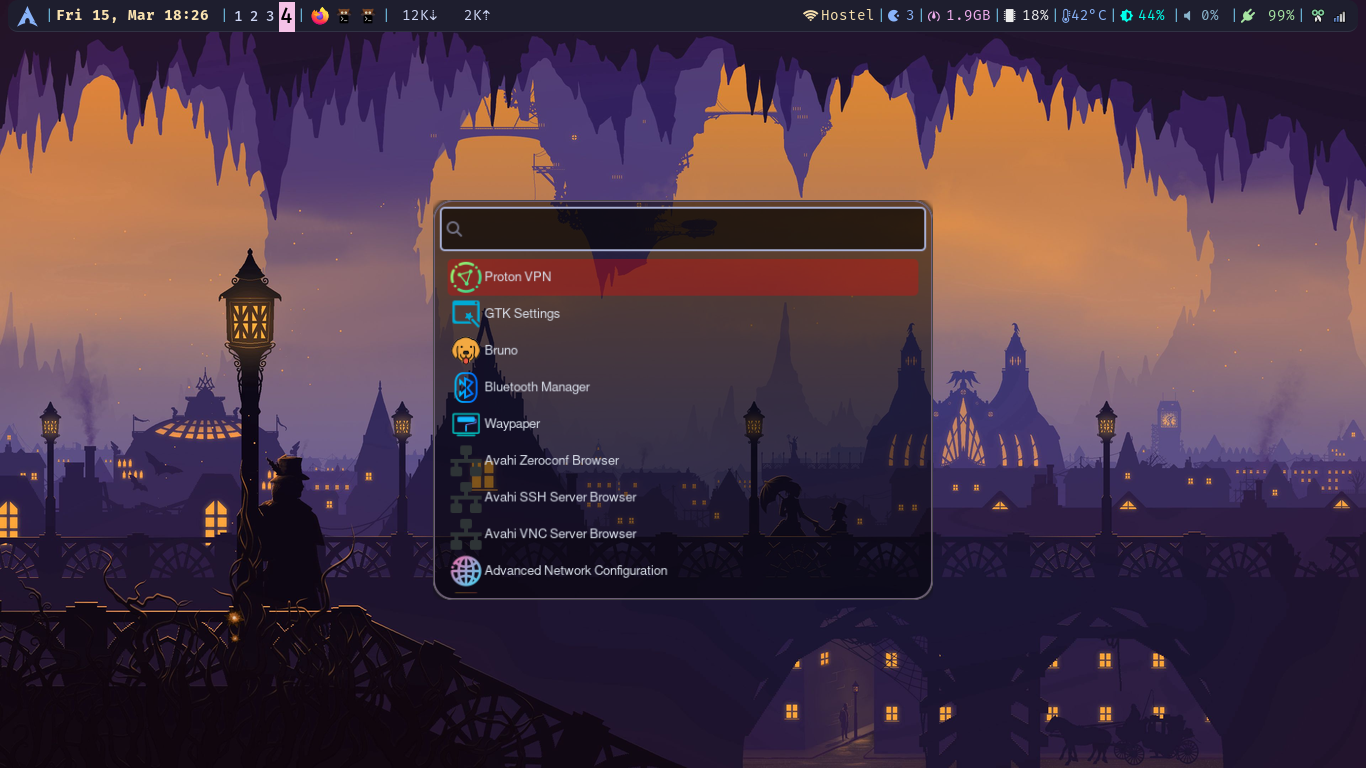 | Fri 15, Mar 18:26 | 1 2 3 4 | | 12K↓ 2K↑ Hostel | 3 | 1.9GB | 18% | 42°C | 44% | 0% | 99% |
Proton VPN
GTK Settings
Bruno
Bluetooth Manager
Waypaper
Avahi Zeroconf Browser
Avahi SSH Server Browser
Avahi VNC Server Browser
Advanced Network Configuration